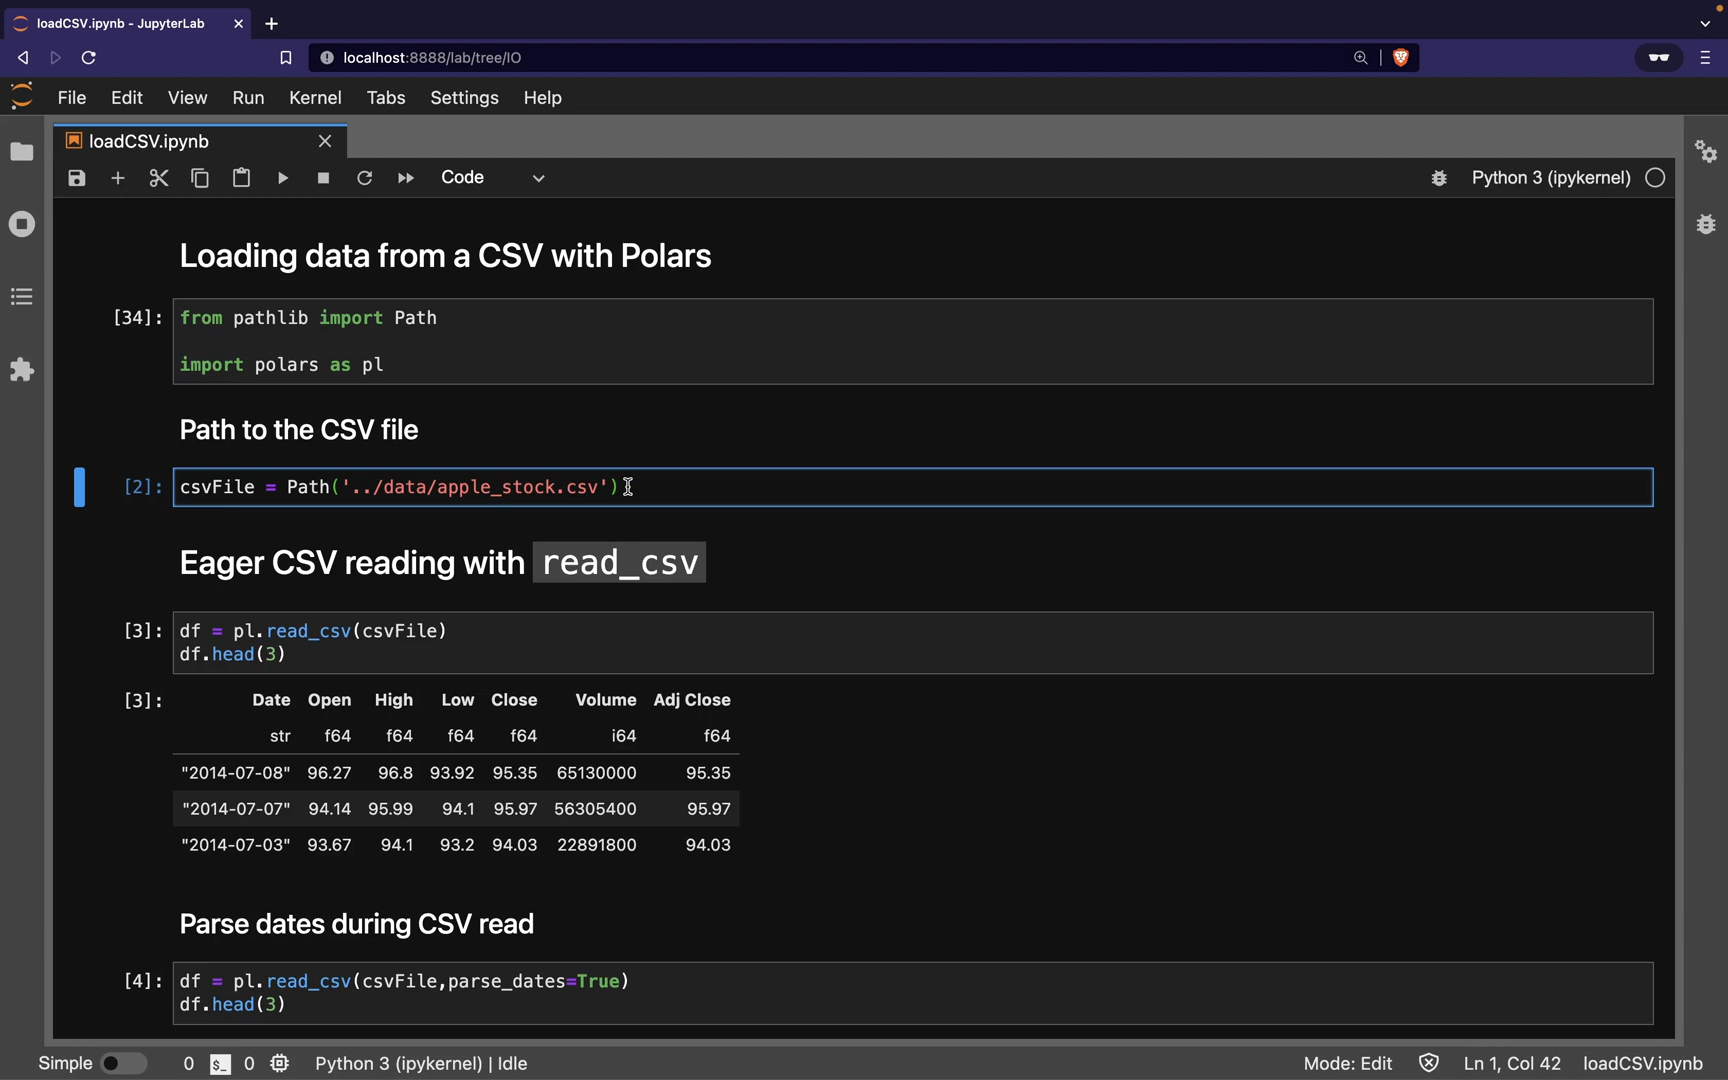 loadCSV.ipynb - JupyterLab
localhost:8888/lab/tree/IO
File Edit View Run Kernel Tabs Settings Help
loadCSV.ipynb
Code
Python 3 (ipykernel)
Loading data from a CSV with Polars
[34]: from pathlib import Path
import polars as pl
Path to the CSV file
[2]: csvFile = Path('../data/apple_stock.csv')
Eager CSV reading with read_csv
[3]: df = pl.read_csv(csvFile)
df.head(3)
[3]: Date Open High Low Close Volume Adj Close
str f64 f64 f64 f64 i64 f64
"2014-07-08" 96.27 96.8 93.92 95.35 65130000 95.35
"2014-07-07" 94.14 95.99 94.1 95.97 56305400 95.97
"2014-07-03" 93.67 94.1 93.2 94.03 22891800 94.03
Parse dates during CSV read
[4]: df = pl.read_csv(csvFile,parse_dates=True)
df.head(3)
Simple 0 $_ 0 Python 3 (ipykernel) | Idle Mode: Edit Ln 1, Col 42 loadCSV.ipynb